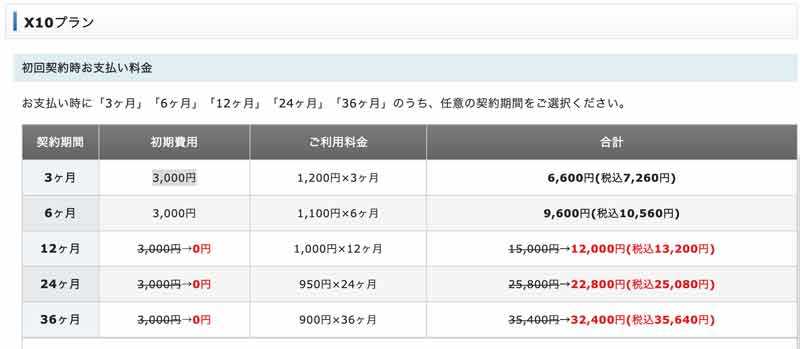 X10プラン
初回契約時お支払い料金
お支払い時に「3ヶ月」「6ヶ月」「12ヶ月」「24ヶ月」「36ヶ月」のうち、任意の契約期間をご選択ください。
契約期間 初期費用 ご利用料金 合計
3ヶ月 3,000円 1,200円×3ヶ月 6,600円(税込7,260円)
6ヶ月 3,000円 1,100円×6ヶ月 9,600円(税込10,560円)
12ヶ月 3,000円→0円 1,000円×12ヶ月 15,000円→12,000円(税込13,200円)
24ヶ月 3,000円→0円 950円×24ヶ月 25,800円→22,800円(税込25,080円)
36ヶ月 3,000円→0円 900円×36ヶ月 35,400円→32,400円(税込35,640円)